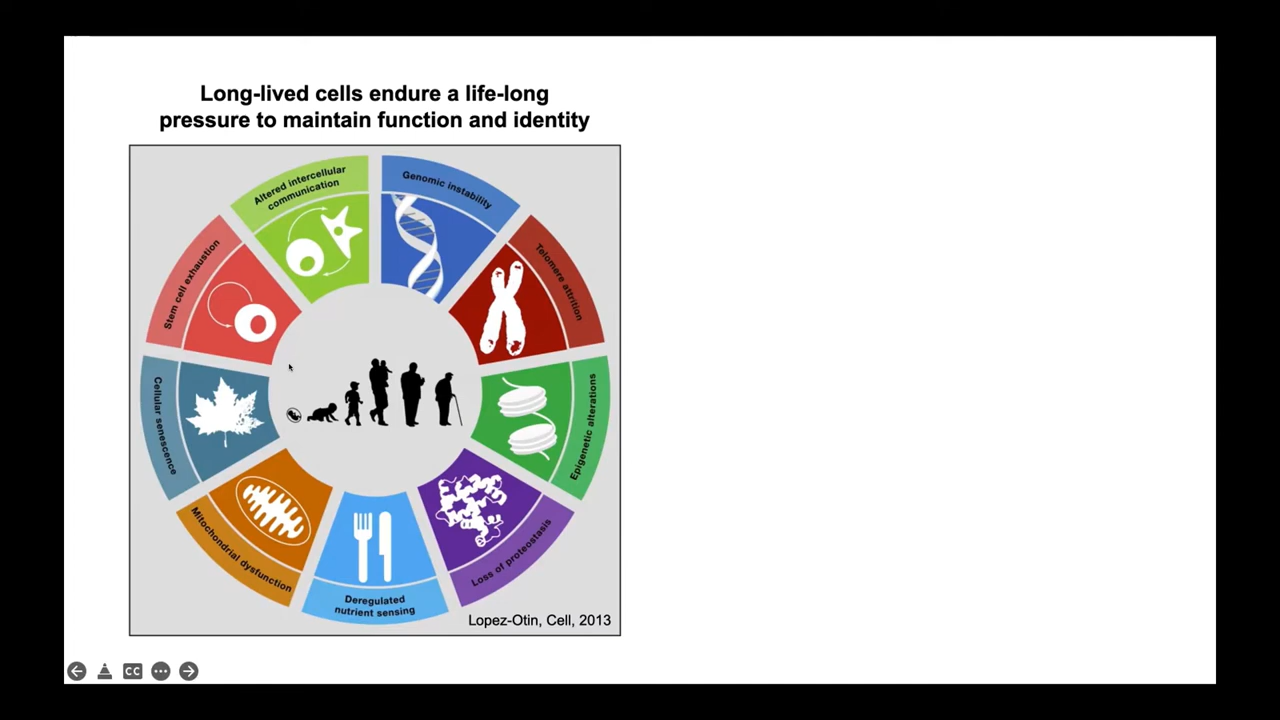 Long-lived cells endure a life-long
pressure to maintain function and identity
Altered intercellular
communication
Genomic instability
Telomere attrition
Epigenetic alterations
Loss of proteostasis
Deregulated
nutrient sensing
Mitochondrial dysfunction
Cellular senescence
Stem cell exhaustion
Lopez-Otin, Cell, 2013
CC